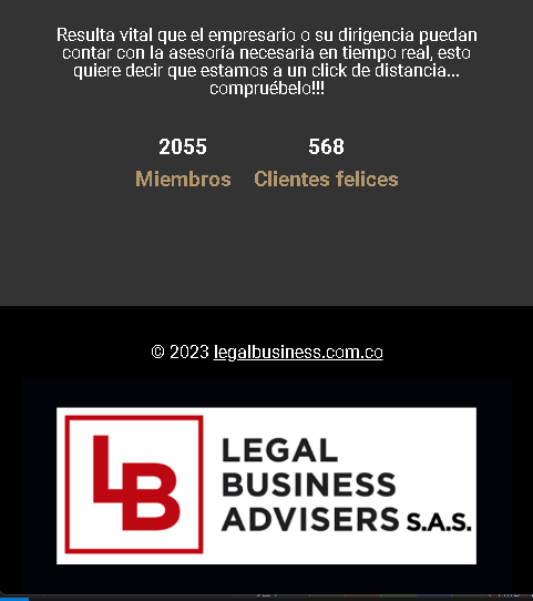 Resulta vital que el empresario o su dirigencia puedan
contar con la asesoría necesaria en tiempo real, esto
quiere decir que estamos a un click de distancia...
compruébelo!!!
2055 568
Miembros Clientes felices
© 2023 legalbusiness.com.co
LB
LEGAL
BUSINESS
ADVISERS S.A.S.